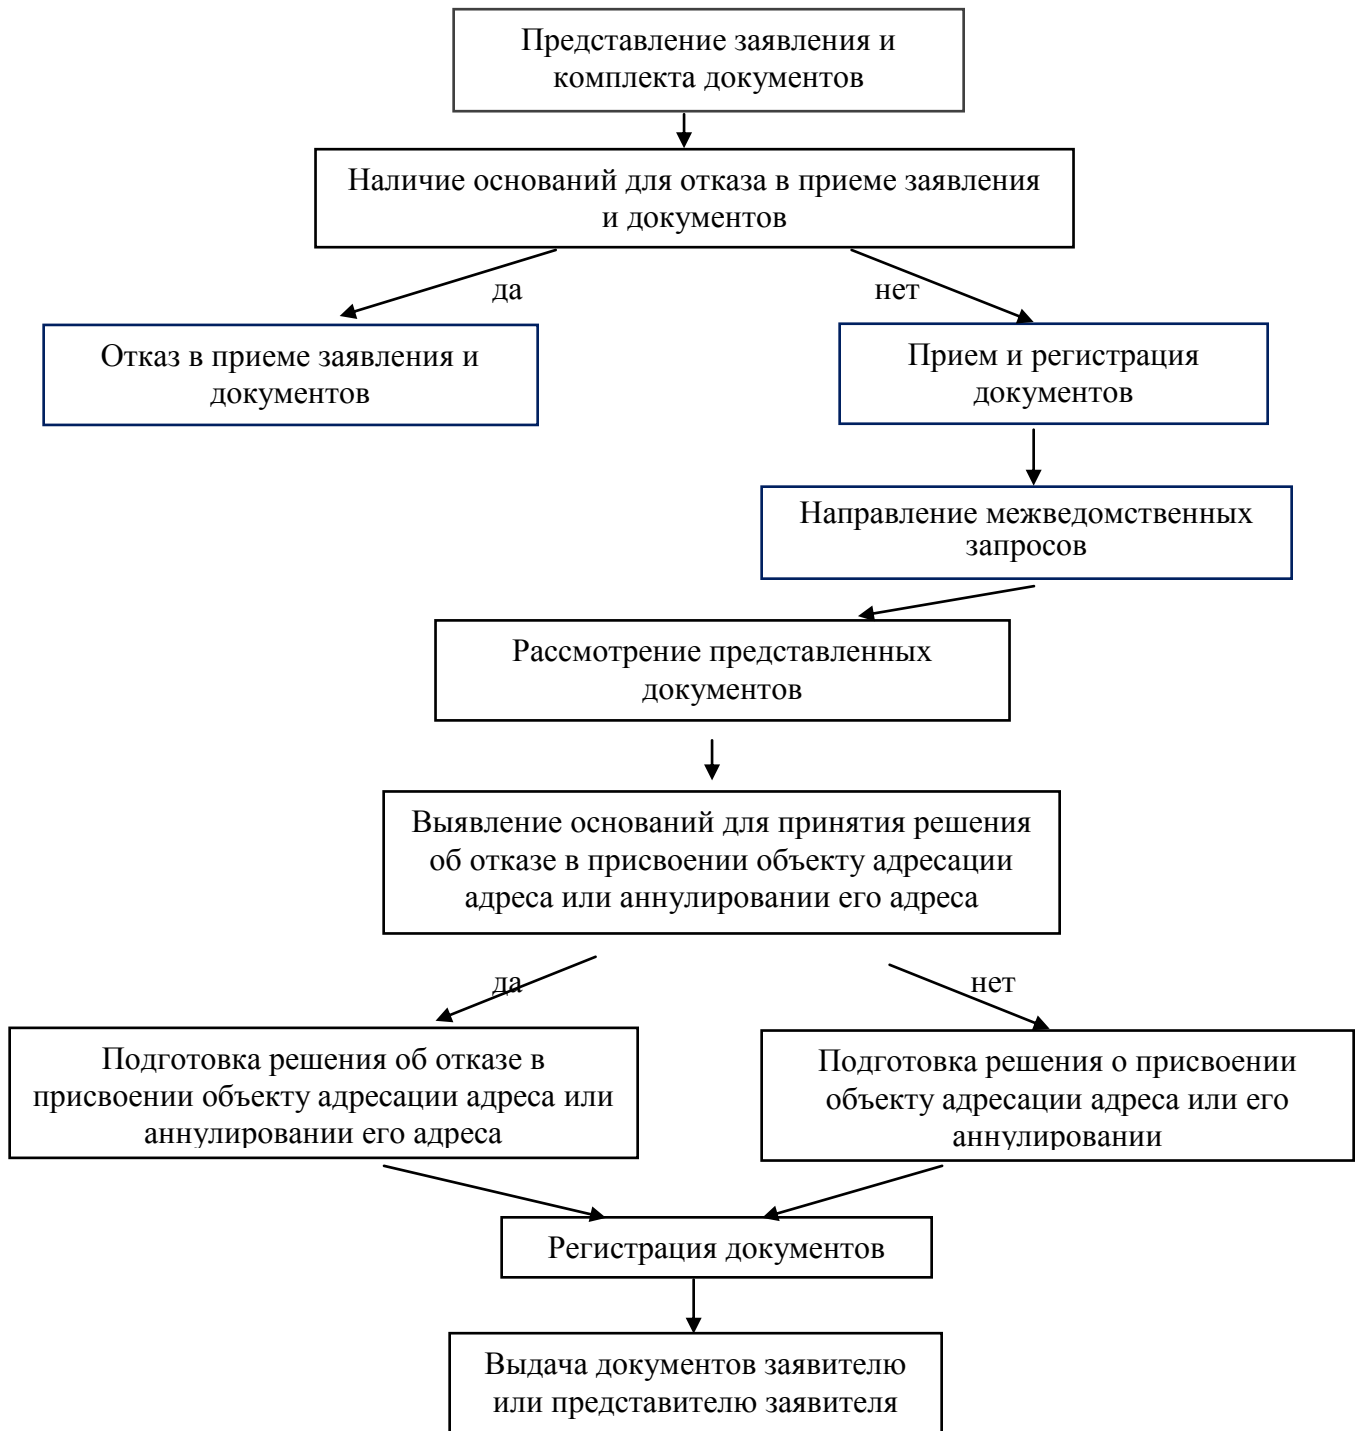 Представление заявления и
комплекта документов
Наличие оснований для отказа в приеме заявления
и документов
да
нет
Отказ в приеме заявления и
документов
Прием и регистрация
документов
Направление межведомственных
запросов
Рассмотрение представленных
документов
Выявление оснований для принятия решения
об отказе в присвоении объекту адресации
адреса или аннулировании его адреса
да
нет
Подготовка решения об отказе в
присвоении объекту адресации адреса или
аннулировании его адреса
Подготовка решения о присвоении
объекту адресации адреса или его
аннулировании
Регистрация документов
Выдача документов заявителю
или представителю заявителя